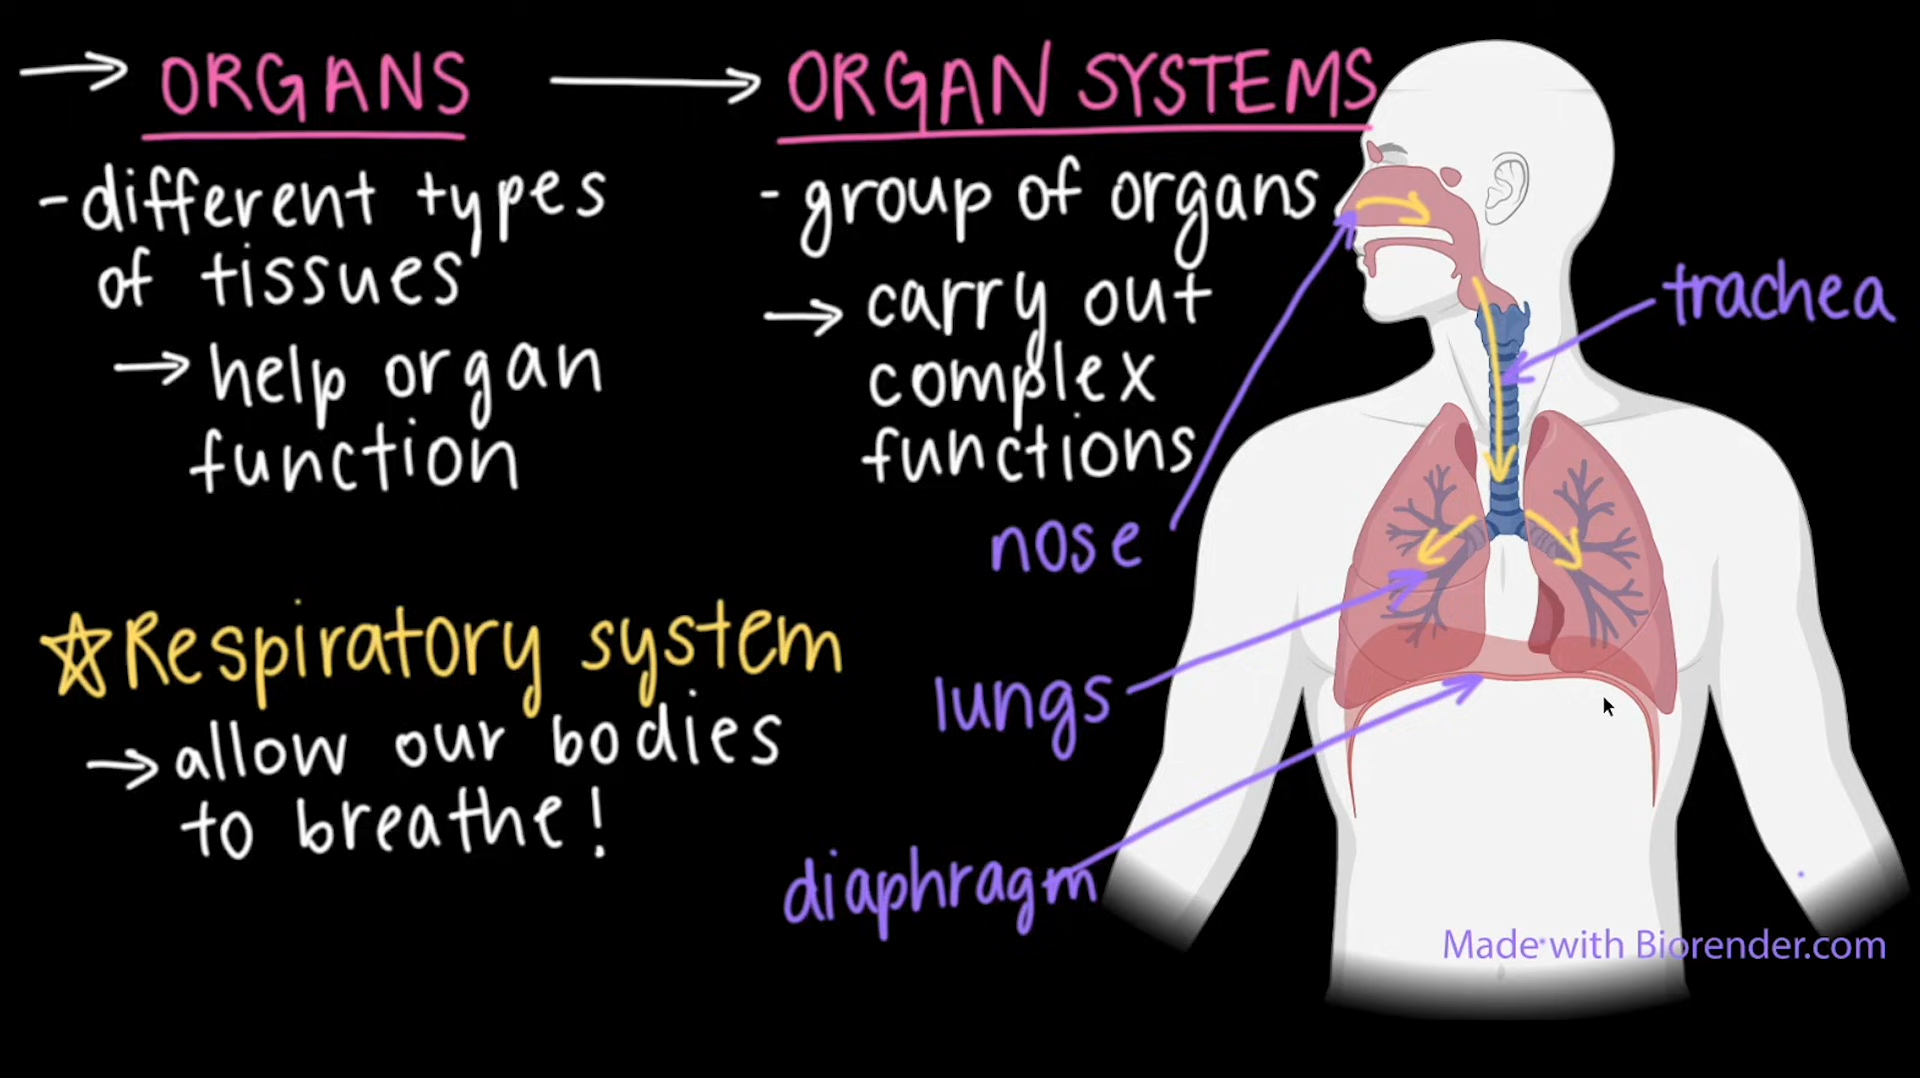 → ORGANS → ORGAN SYSTEMS
- different types
of tissues
→ help organ
function
- group of organs
→ carry out
complex
functions
trachea
nose
lungs
diaphragm
☆ Respiratory system
→ allow our bodies
to breathe!
Made with Biorender.com